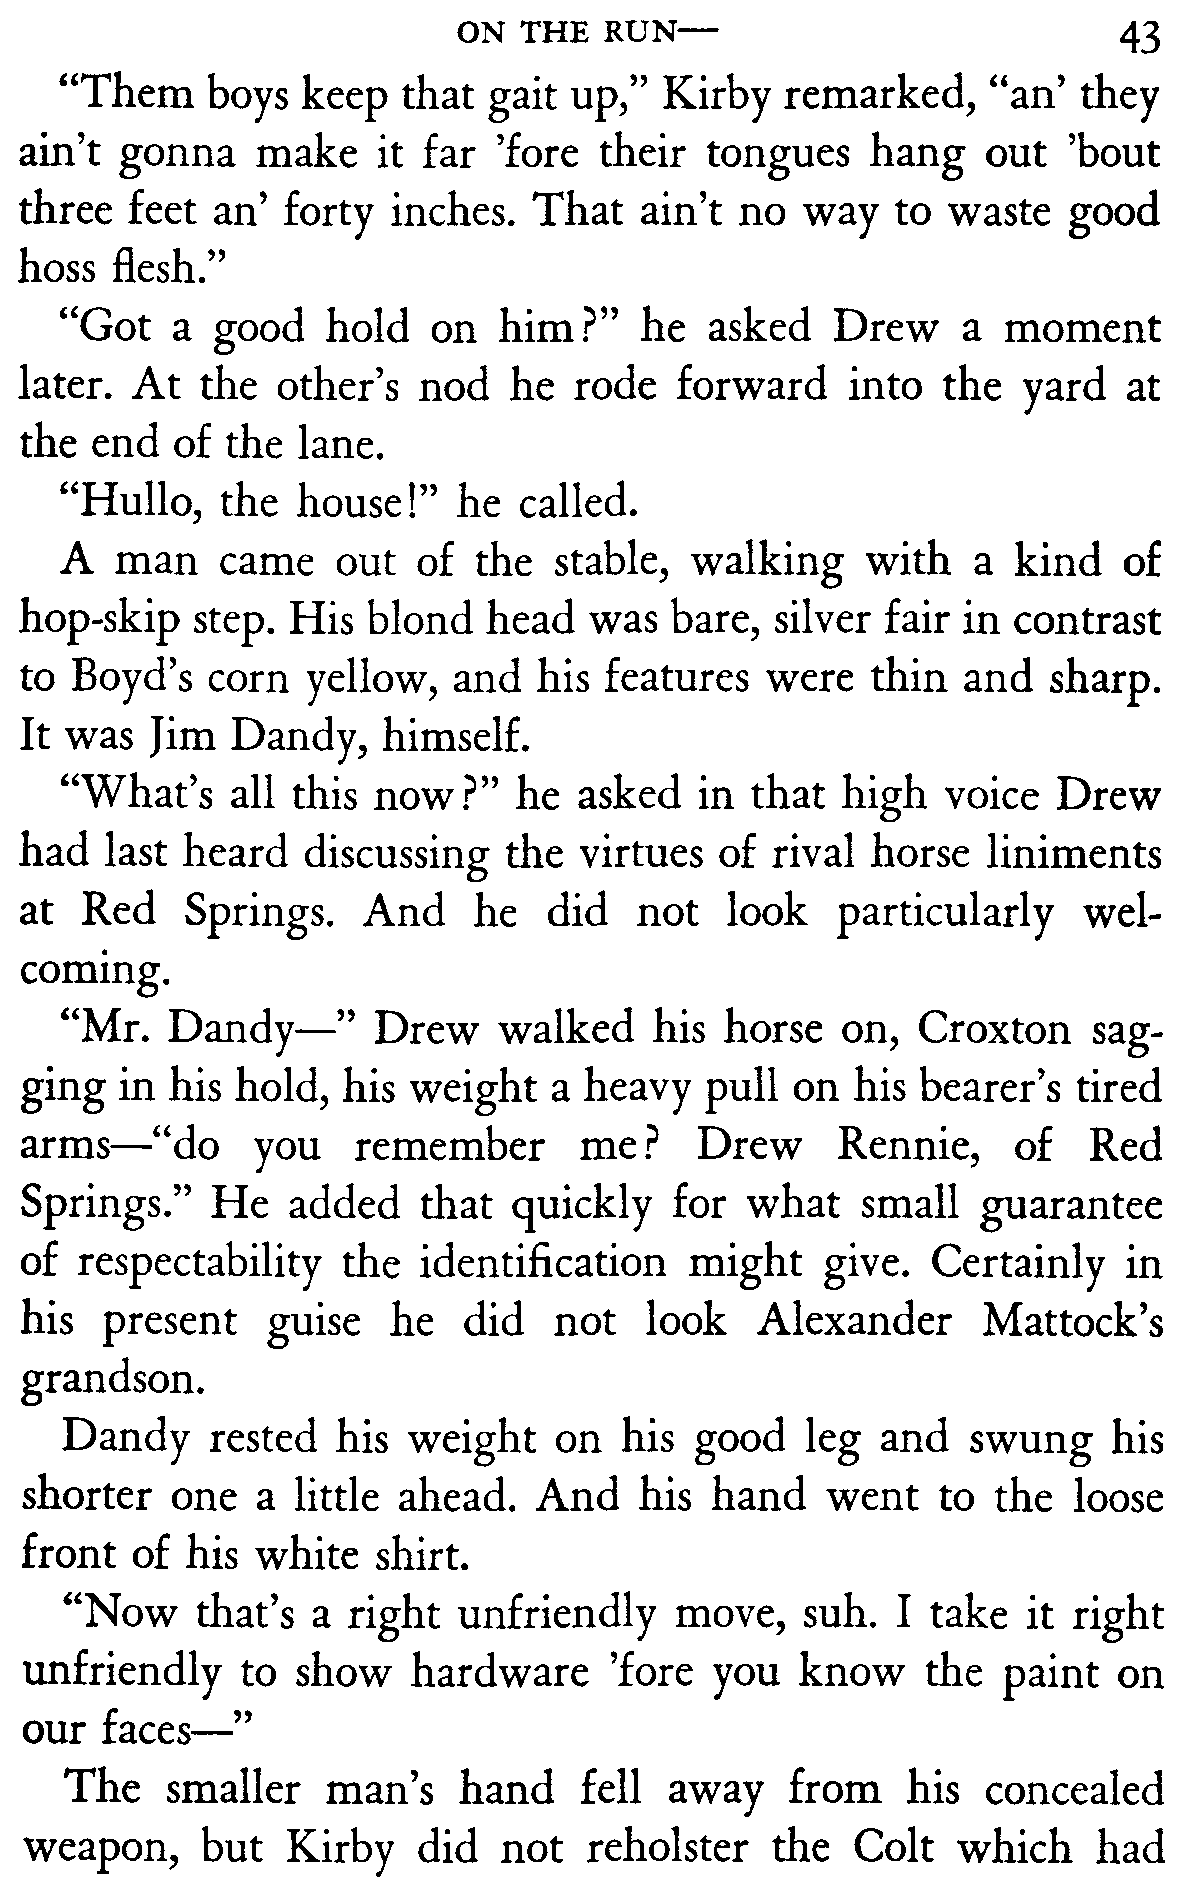 ON THE RUN— 43
“Them boys keep that gait up,” Kirby remarked, “an’ they
ain’t gonna make it far ’fore their tongues hang out ’bout
three feet an’ forty inches. That ain’t no way to waste good
hoss flesh.”
“Got a good hold on him?” he asked Drew a moment
later. At the other’s nod he rode forward into the yard at
the end of the lane.
“Hullo, the house!” he called.
A man came out of the stable, walking with a kind of
hop-skip step. His blond head was bare, silver fair in contrast
to Boyd’s corn yellow, and his features were thin and sharp.
It was Jim Dandy, himself.
“What’s all this now?” he asked in that high voice Drew
had last heard discussing the virtues of rival horse liniments
at Red Springs. And he did not look particularly wel-
coming.
“Mr. Dandy—” Drew walked his horse on, Croxton sag-
ging in his hold, his weight a heavy pull on his bearer’s tired
arms—“do you remember me? Drew Rennie, of Red
Springs.” He added that quickly for what small guarantee
of respectability the identification might give. Certainly in
his present guise he did not look Alexander Mattock’s
grandson.
Dandy rested his weight on his good leg and swung his
shorter one a little ahead. And his hand went to the loose
front of his white shirt.
“Now that’s a right unfriendly move, suh. I take it right
unfriendly to show hardware ’fore you know the paint on
our faces—”
The smaller man’s hand fell away from his concealed
weapon, but Kirby did not reholster the Colt which had